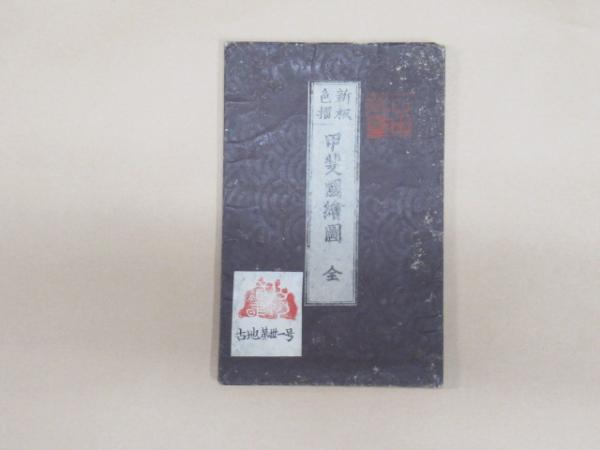 新板
色摺
甲斐國繪圖 全
古地第卅一号